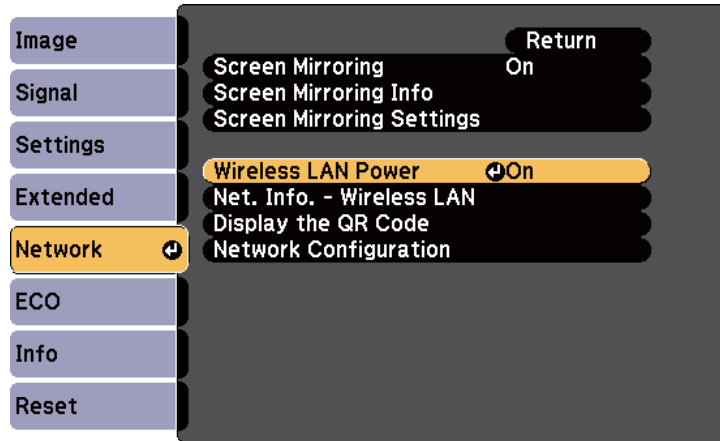 Image
Signal
Settings
Extended
Network
ECO
Info
Reset
Return
Screen Mirroring On
Screen Mirroring Info
Screen Mirroring Settings
Wireless LAN Power On
Net. Info. - Wireless LAN
Display the QR Code
Network Configuration